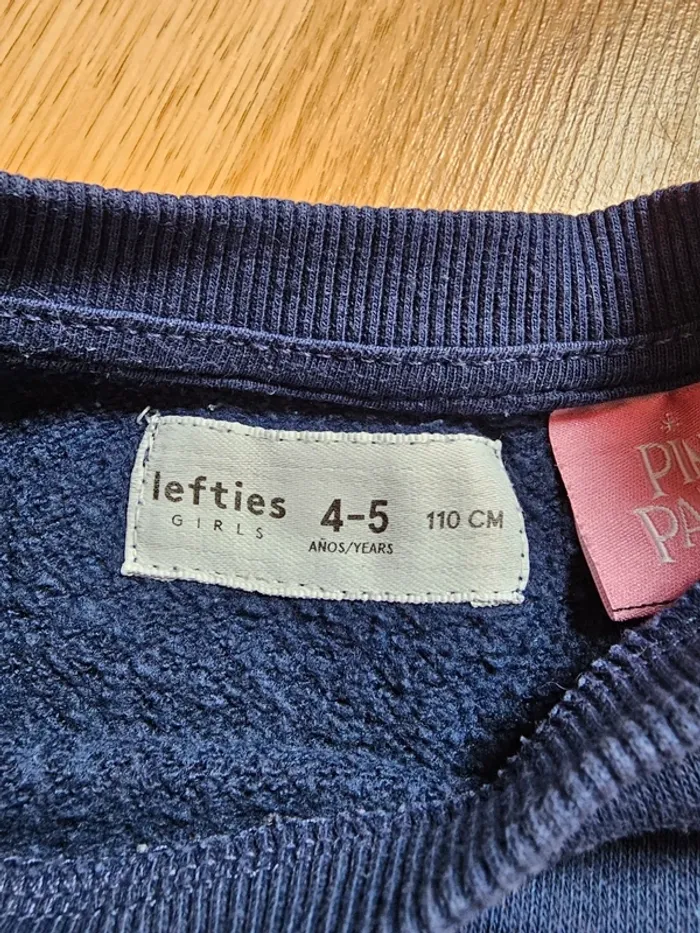 lefties
GIRLS
4-5
AÑOS/YEARS
110 CM